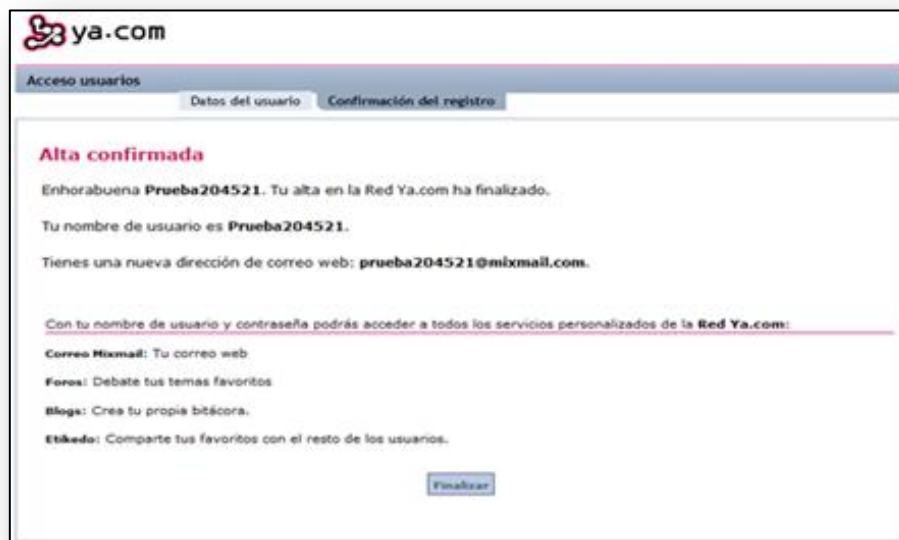 ya.com
Acceso usuarios
Datos del usuario Confirmación del registro
Alta confirmada
Enhorabuena Prueba204521. Tu alta en la Red Ya.com ha finalizado.
Tu nombre de usuario es Prueba204521.
Tienes una nueva dirección de correo web: prueba204521@mixmail.com.
Con tu nombre de usuario y contraseña podrás acceder a todos los servicios personalizados de la Red Ya.com:
Correo Mixmail: Tu correo web
Foros: Debate tus temas favoritos
Blogs: Crea tu propia bitácora.
Etikedo: Comparte tus favoritos con el resto de los usuarios.
Finalizar